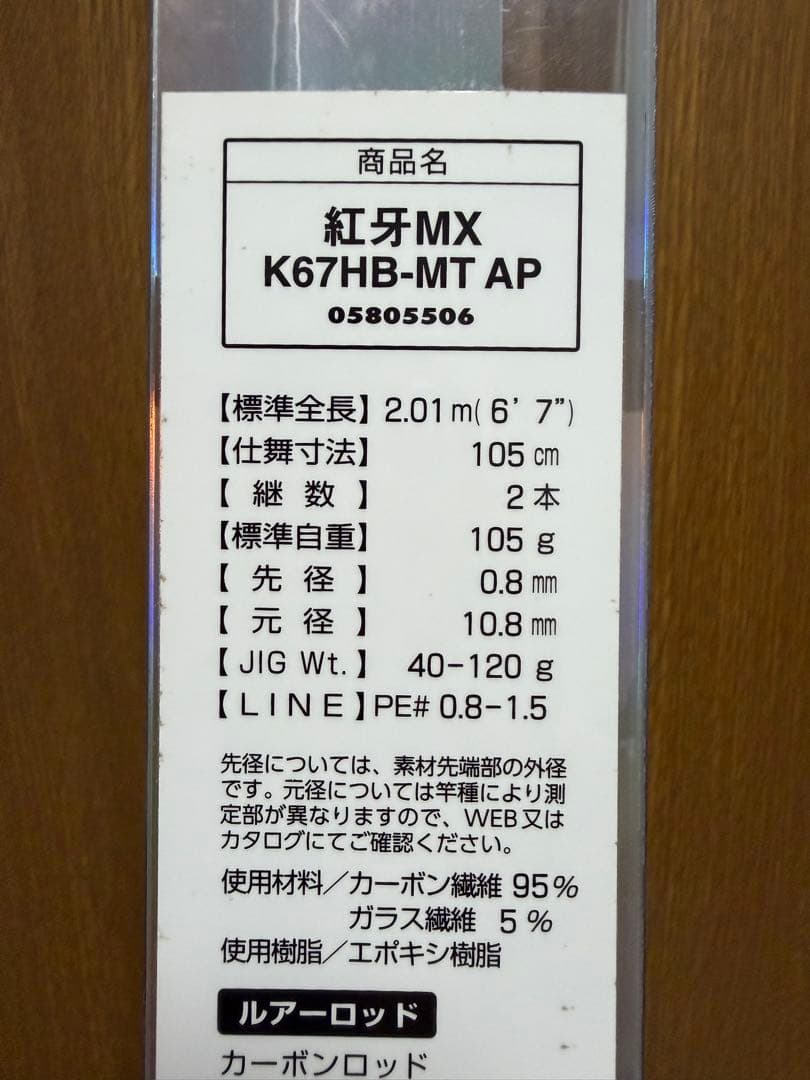 商品名
紅牙MX
K67HB-MT AP
05805506
【標準全長】2.01m(6’7”)
【仕舞寸法】 105㎝
【継数】 2本
【標準自重】 105g
【先径】 0.8㎜
【元径】 10.8㎜
【JIG Wt.】 40-120g
【LINE】PE# 0.8-1.5
先径については、素材先端部の外径
です。元径については竿種により測
定部が異なりますので、WEB又は
カタログにてご確認ください。
使用材料/カーボン繊維 95%
ガラス繊維 5%
使用樹脂/エポキシ樹脂
ルアーロッド
カーボンロッド